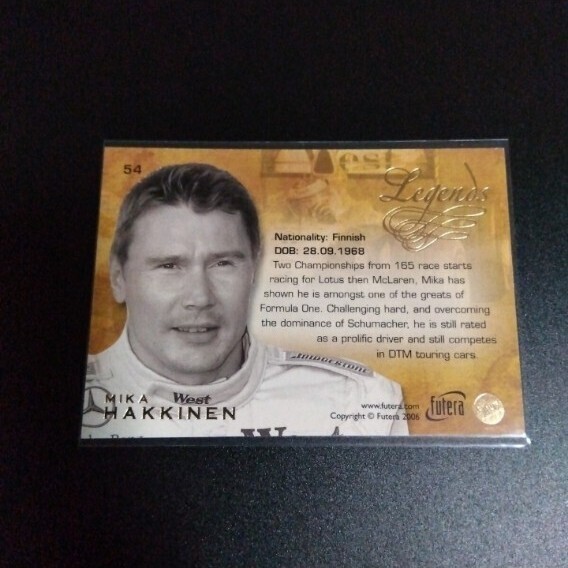 54
West
Legends
Nationality: Finnish
DOB: 28.09.1968
Two Championships from 165 race starts
racing for Lotus then McLaren, Mika has
shown he is amongst one of the greats of
Formula One. Challenging hard, and overcoming
the dominance of Schumacher, he is still rated
as a prolific driver and still competes
in DTM touring cars.
BRIDGESTONE
West
MIKA
HAKKINEN
www.futera.com
Copyright © Futera 2006
futera